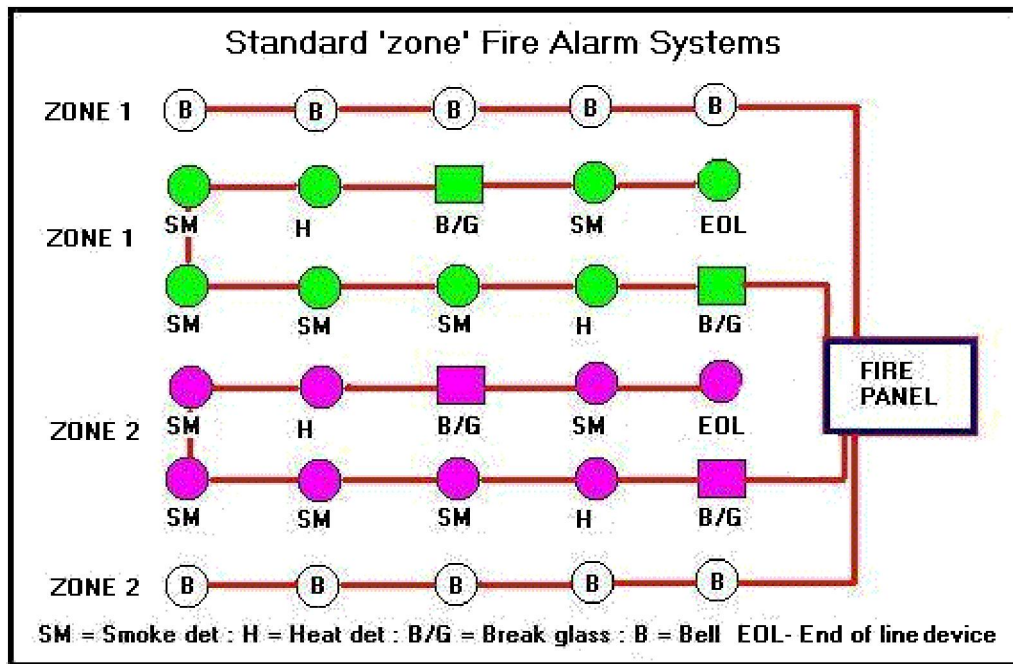 Standard 'zone' Fire Alarm Systems
ZONE 1 B B B B B
SM H B/G SM EOL
ZONE 1
SM SM SM H B/G
FIRE
PANEL
SM H B/G SM EOL
ZONE 2
SM SM SM H B/G
ZONE 2 B B B B B
SM = Smoke det : H = Heat det : B/G = Break glass : B = Bell EOL- End of line device